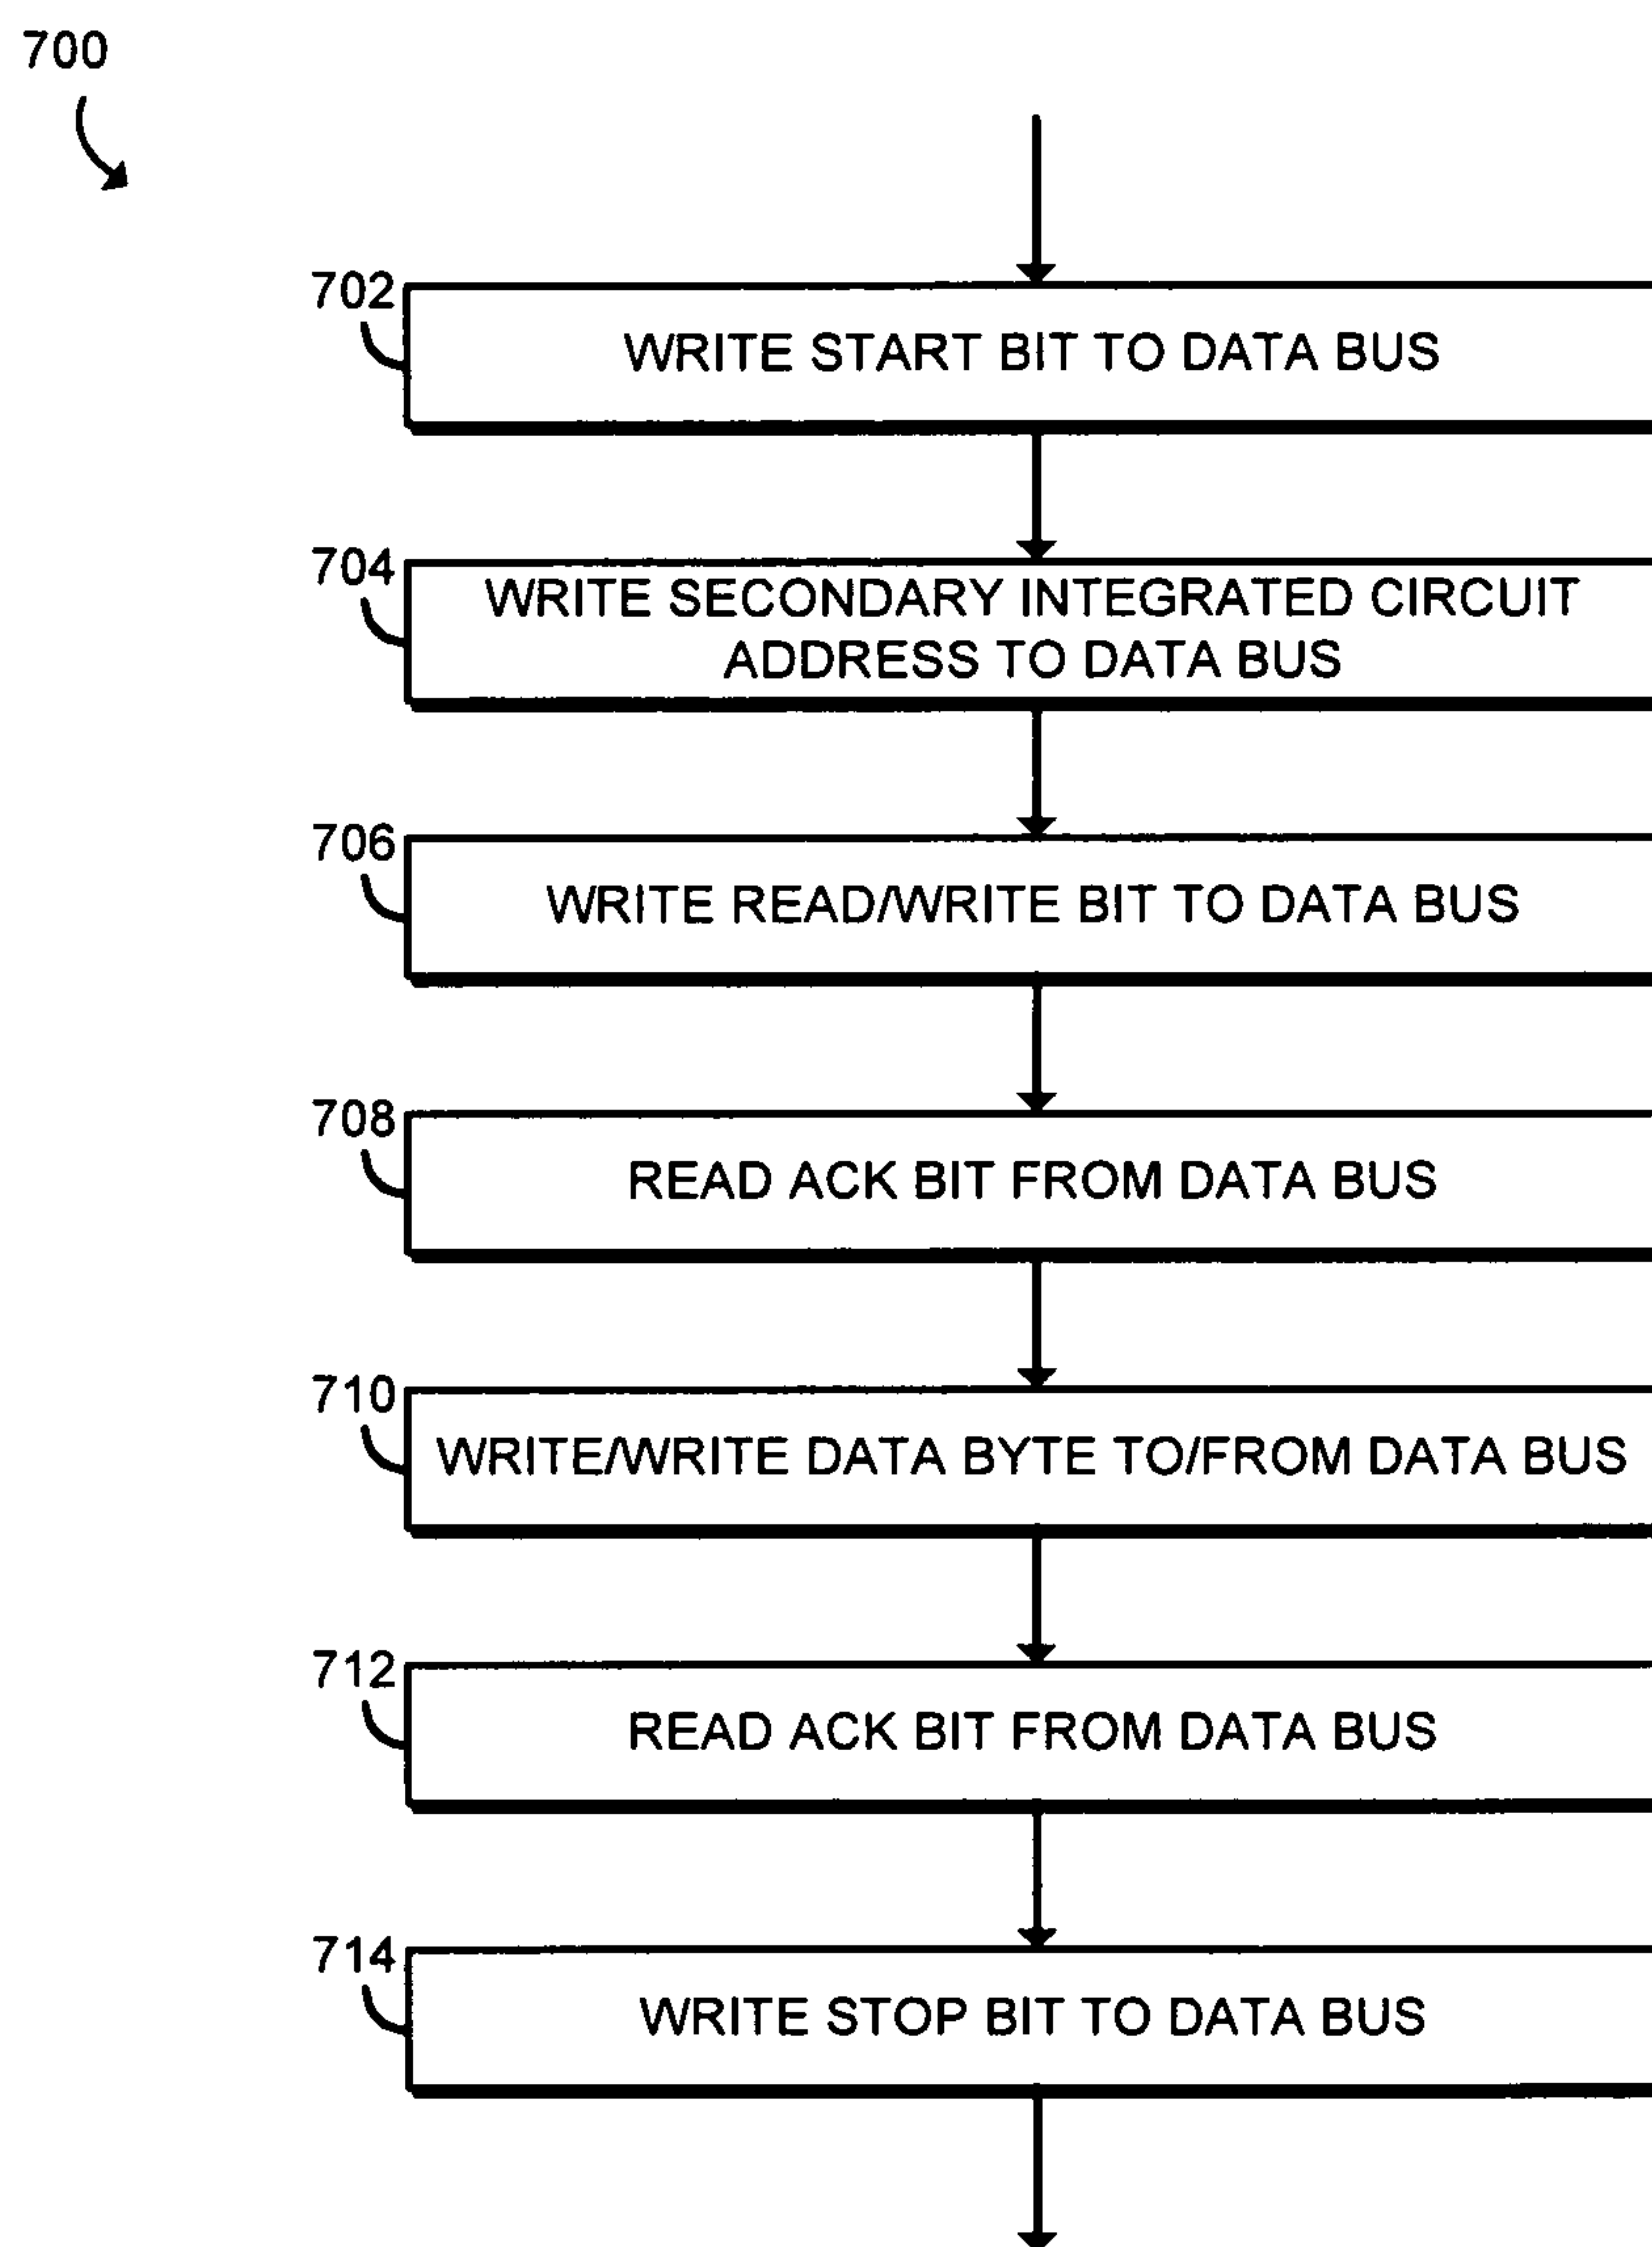 700
702
WRITE START BIT TO DATA BUS
704
WRITE SECONDARY INTEGRATED CIRCUIT
ADDRESS TO DATA BUS
706
WRITE READ/WRITE BIT TO DATA BUS
708
READ ACK BIT FROM DATA BUS
710
WRITE/WRITE DATA BYTE TO/FROM DATA BUS
712
READ ACK BIT FROM DATA BUS
714
WRITE STOP BIT TO DATA BUS